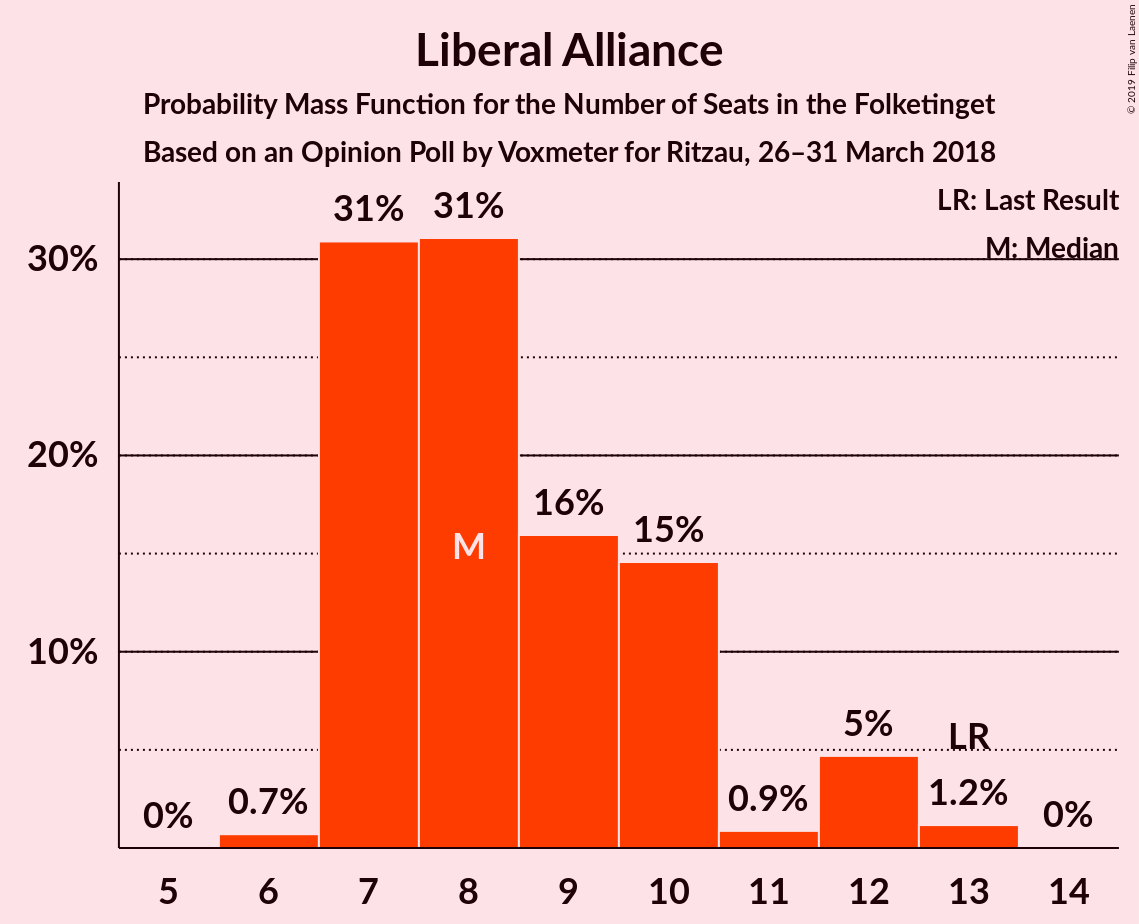 Liberal Alliance
Probability Mass Function for the Number of Seats in the Folketinget
Based on an Opinion Poll by Voxmeter for Ritzau, 26–31 March 2018
© 2019 Filip van Laenen
LR: Last Result
M: Median
31%
31%
30%
20%
16%
15%
M
10%
5%
LR
0%
0.7%
0.9%
1.2%
0%
5
6
7
8
9
10
11
12
13
14